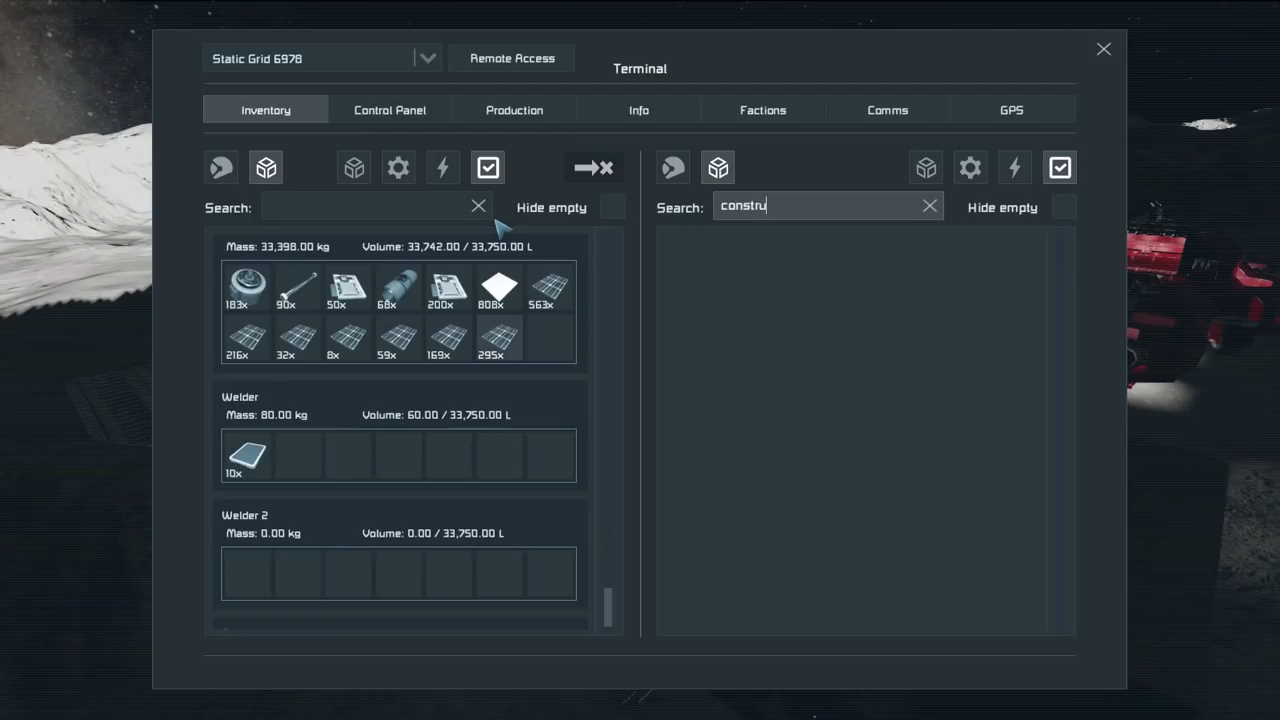 Static Grid 6978
Remote Access
Terminal
Inventory
Control Panel
Production
Info
Factions
Comms
GPS
Search:
Hide empty
Search: constru
Hide empty
Mass: 33,398.00 kg Volume: 33,742.00 / 33,750.00 L
183x 90x 50x 68x 200x 808x 563x
216x 32x 8x 59x 169x 295x
Welder
Mass: 80.00 kg Volume: 60.00 / 33,750.00 L
10x
Welder 2
Mass: 0.00 kg Volume: 0.00 / 33,750.00 L